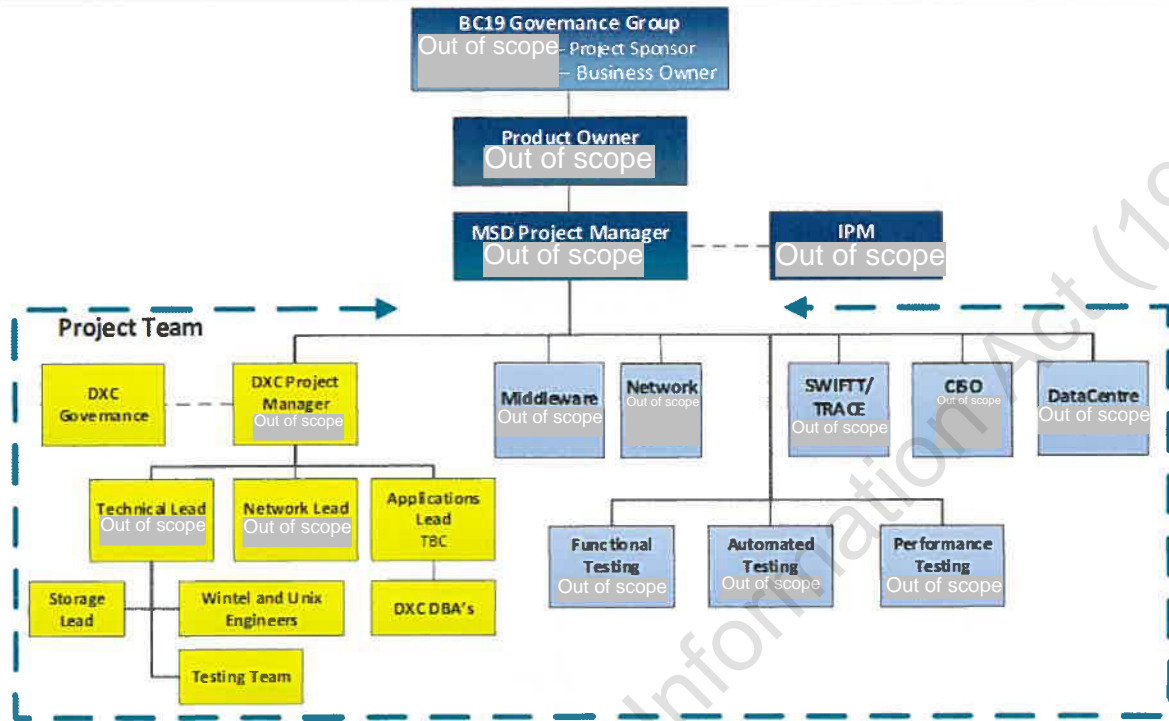 BC19 Governance Group
Out of scope – Project Sponsor
– Business Owner
Product Owner
Out of scope
MSD Project Manager
Out of scope
IPM
Out of scope
Project Team
DXC
Governance
DXC Project
Manager
Out of scope
Middleware
Out of scope
Network
Out of scope
SWIFTT/
TRACE
Out of scope
CISO
Out of scope
DataCentre
Out of scope
Technical Lead
Out of scope
Network Lead
Out of scope
Applications
Lead
TBC
Functional
Testing
Out of scope
Automated
Testing
Out of scope
Performance
Testing
Out of scope
Storage
Lead
Wintel and Unix
Engineers
DXC DBA's
Testing Team
Information Act (19